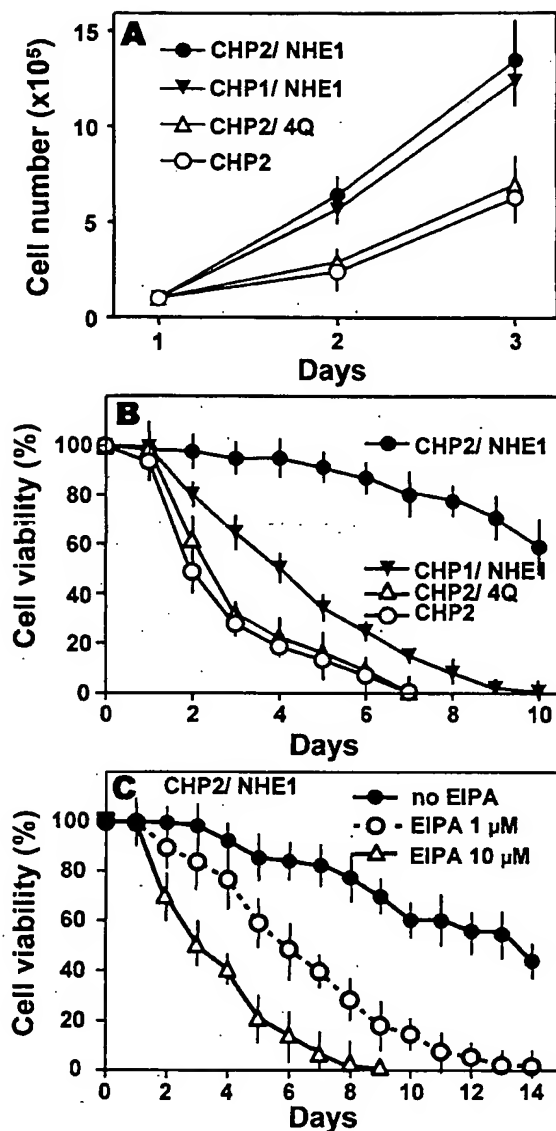 A
Cell number (x10⁵)
15
10
5
0
CHP2/ NHE1
CHP1/ NHE1
CHP2/ 4Q
CHP2
1 2 3
Days
B
Cell viability (%)
100
80
60
40
20
0
CHP2/ NHE1
CHP1/ NHE1
CHP2/ 4Q
CHP2
0 2 4 6 8 10
Days
C CHP2/ NHE1
Cell viability (%)
100
80
60
40
20
0
no EIPA
EIPA 1 µM
EIPA 10 µM
0 2 4 6 8 10 12 14
Days